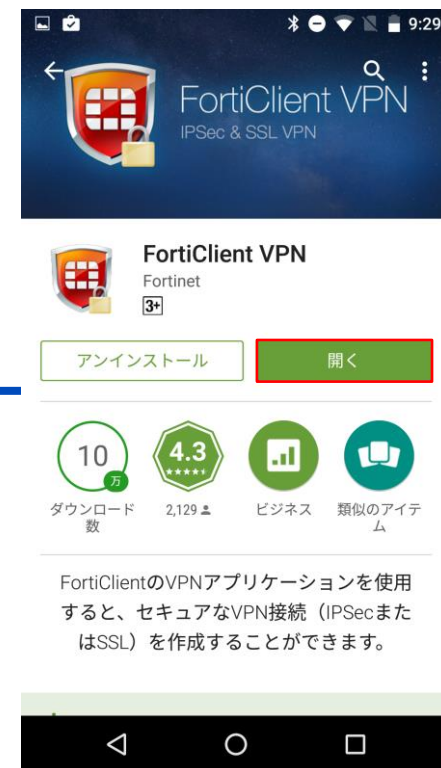 9:29
FortiClient VPN
IPSec & SSL VPN
FortiClient VPN
Fortinet
3+
アンインストール
開く
10
万
4.3
ダウンロード
数
2,129
ビジネス
類似のアイテ
ム
FortiClientのVPNアプリケーションを使用
すると、セキュアなVPN接続（IPSecまた
はSSL）を作成することができます。